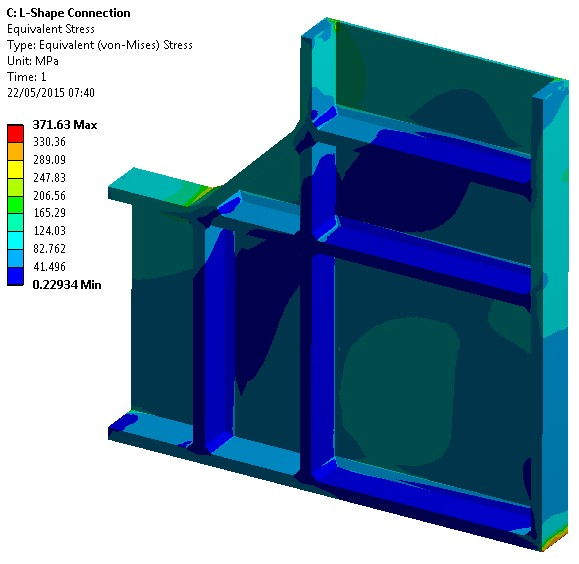 C: L-Shape Connection
Equivalent Stress
Type: Equivalent (von-Mises) Stress
Unit: MPa
Time: 1
22/05/2015 07:40
371.63 Max
330.36
289.09
247.83
206.56
165.29
124.03
82.762
41.496
0.22934 Min